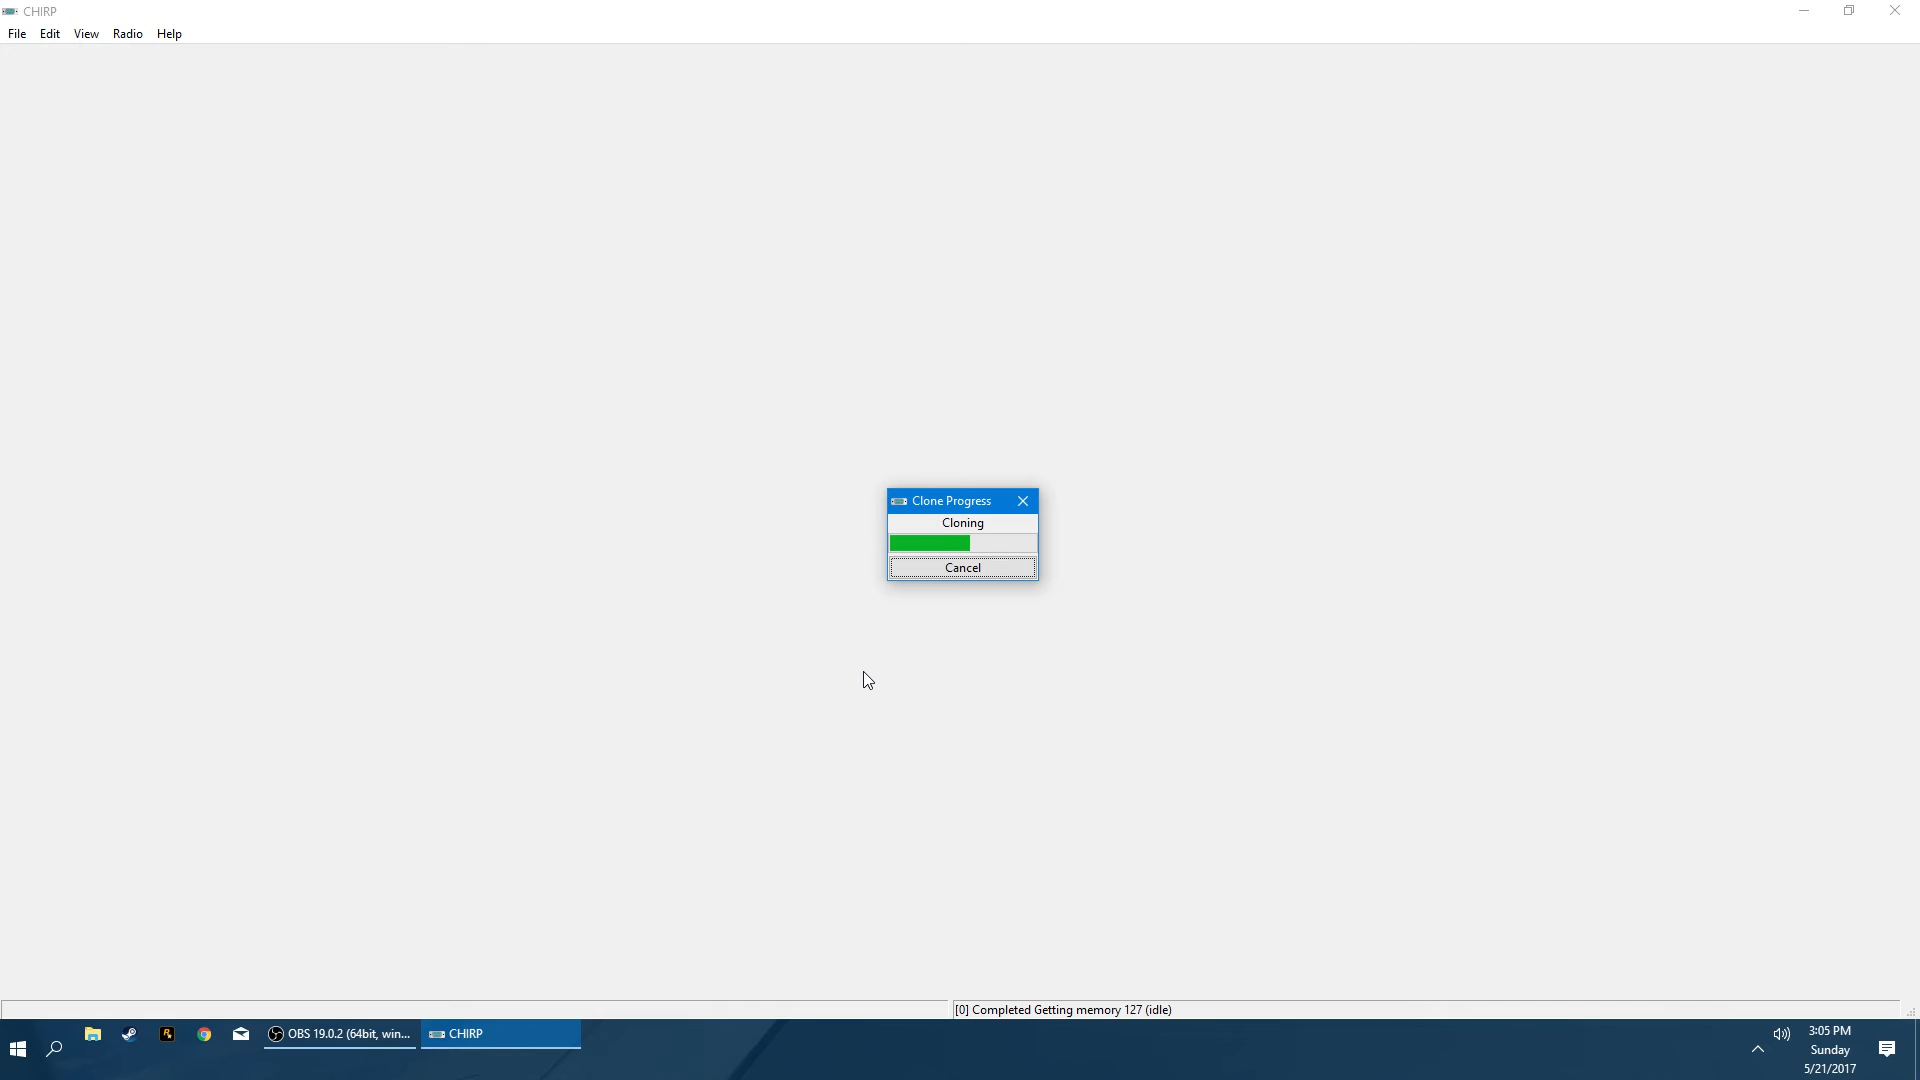 CHIRP
File Edit View Radio Help
Clone Progress
Cloning
Cancel
[0] Completed Getting memory 127 (idle)
OBS 19.0.2 (64bit, win...
CHIRP
3:05 PM
Sunday
5/21/2017